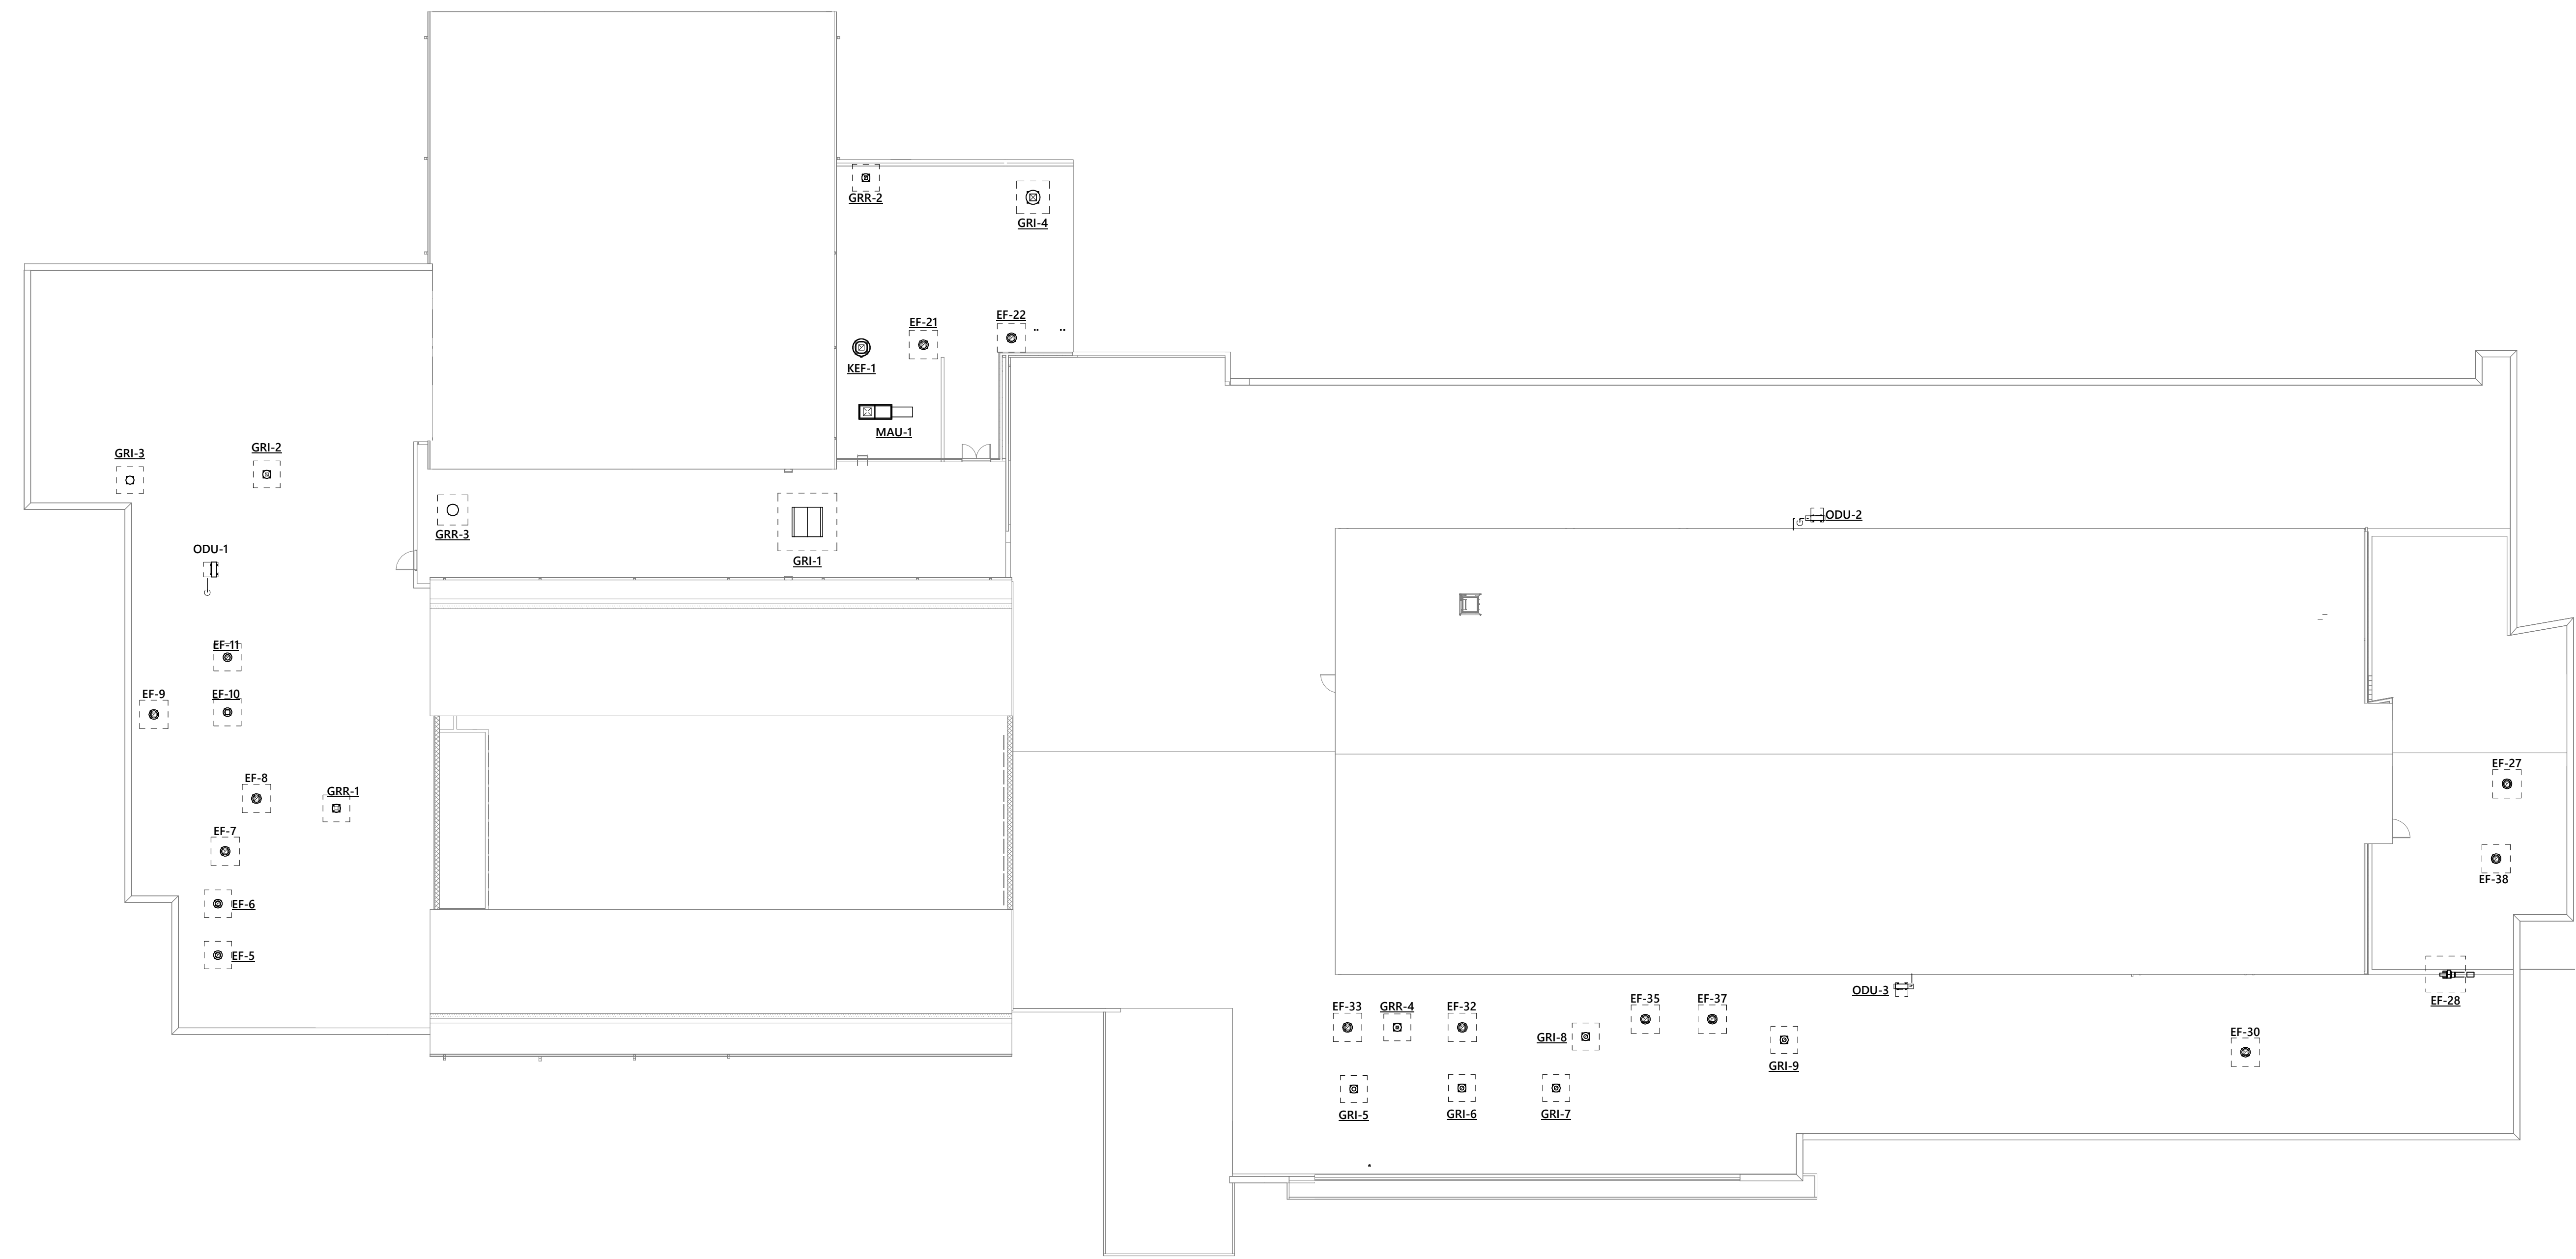 GRR-2
GRI-4
EF-22
EF-21
KEF-1
MAU-1
GRI-2
GRI-3
ODU-2
GRR-3
ODU-1
GRI-1
EF-11
EF-9
EF-10
EF-27
EF-8
GRR-1
EF-7
EF-38
EF-6
EF-5
ODU-3
EF-35
EF-37
EF-28
EF-33
GRR-4
EF-32
EF-30
GRI-8
GRI-9
GRI-5
GRI-6
GRI-7